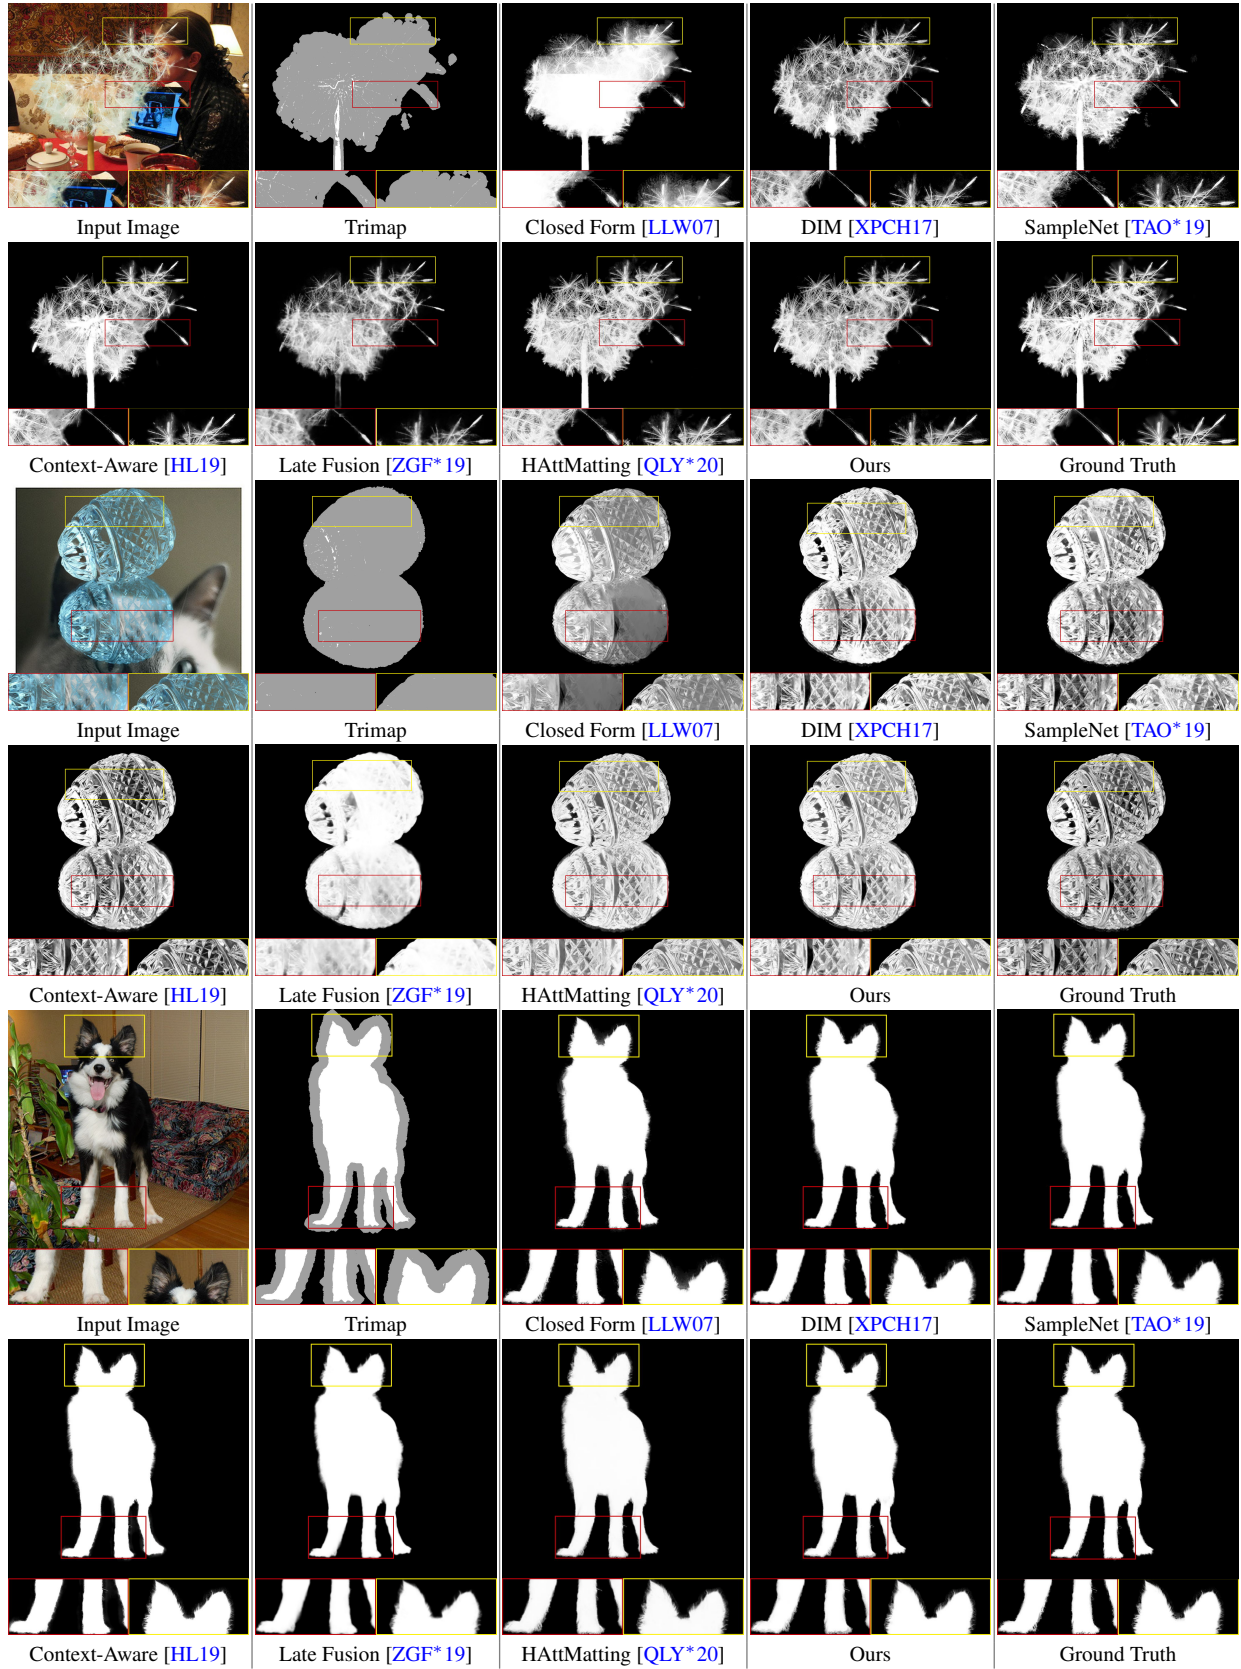 Input Image Trimap Closed Form [LLW07] DIM [XPCH17] SampleNet [TAO*19]
Context-Aware [HL19] Late Fusion [ZGF*19] HAttMatting [QLY*20] Ours Ground Truth
Input Image Trimap Closed Form [LLW07] DIM [XPCH17] SampleNet [TAO*19]
Context-Aware [HL19] Late Fusion [ZGF*19] HAttMatting [QLY*20] Ours Ground Truth
Input Image Trimap Closed Form [LLW07] DIM [XPCH17] SampleNet [TAO*19]
Context-Aware [HL19] Late Fusion [ZGF*19] HAttMatting [QLY*20] Ours Ground Truth